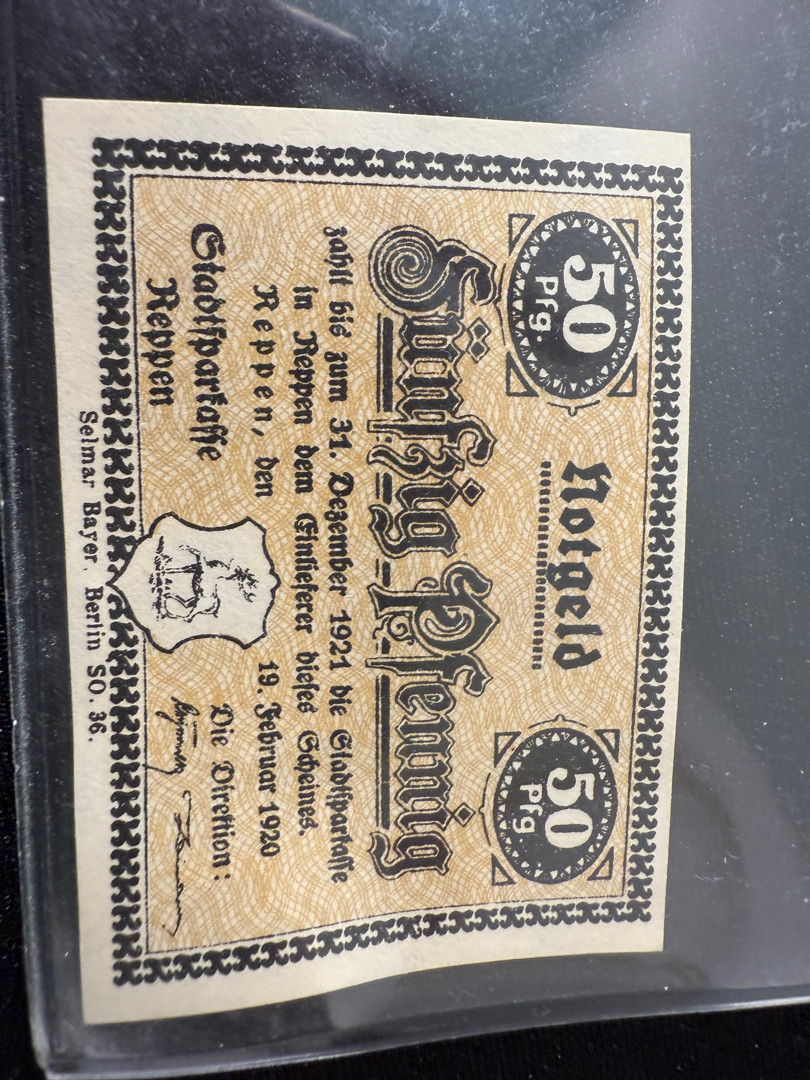 50 Pfg.
Notgeld
50 Pfg
Fünfzig Pfennig
zahlt bis zum 31. Dezember 1921 die Stadtsparkasse
in Reppen dem Einlieferer dieses Scheines.
Reppen, den 19. Februar 1920
Stadtsparkasse
Reppen
Die Direktion:
Selmar Bayer, Berlin SO. 36.